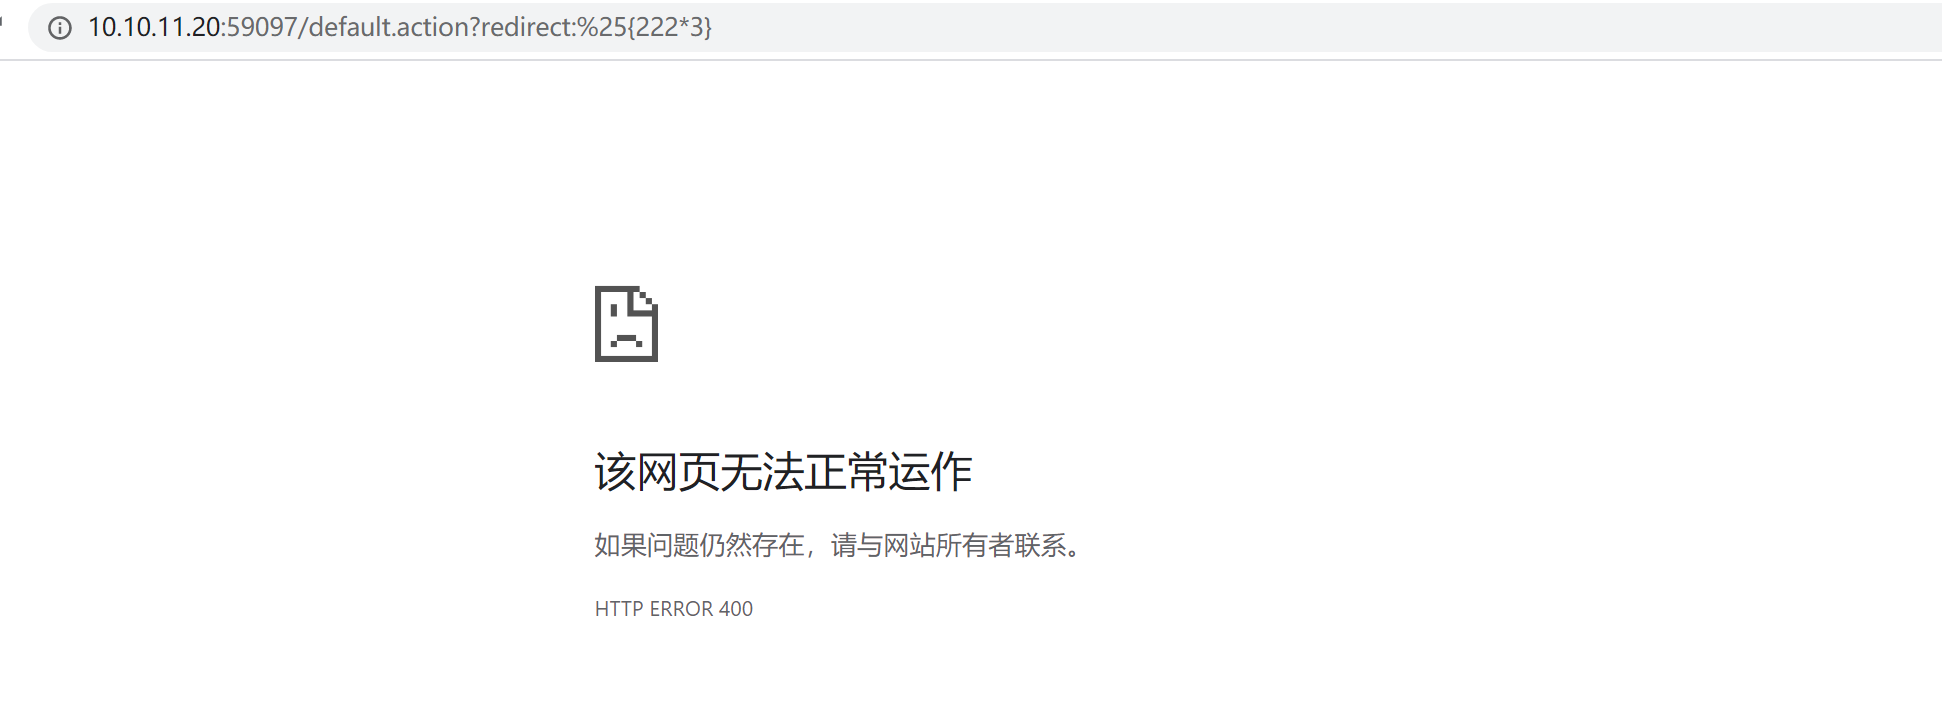 10.10.11.20:59097/default.action?redirect:%25{222*3}
该网页无法正常运作
如果问题仍然存在，请与网站所有者联系。
HTTP ERROR 400